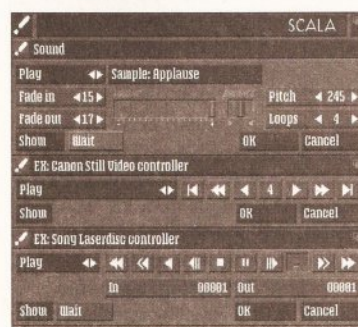 SCALA
Sound
Play Sample: Applause
Fade in 15 Pitch 245
Fade out 17 Loops 4
Show Wait OK Cancel
EX: Canon Still Video controller
Play 4
Show OK Cancel
EX: Sony Laserdisc controller
Play
In 00001 Out 00001
Show Wait OK Cancel